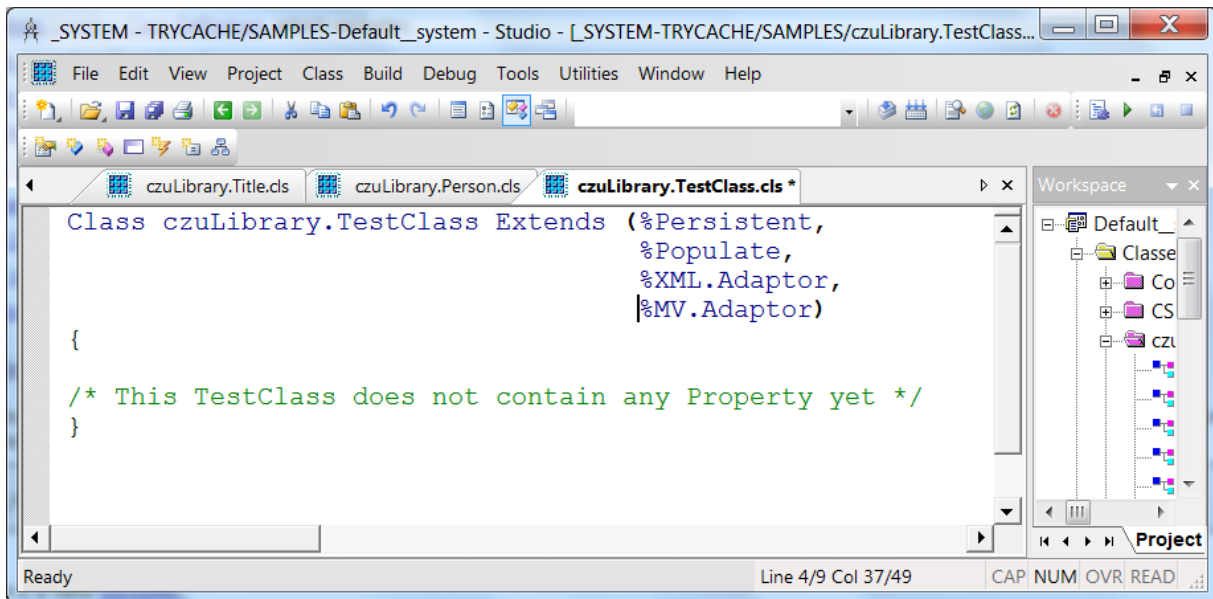 _SYSTEM - TRYCACHE/SAMPLES-Default__system - Studio - [_SYSTEM-TRYCACHE/SAMPLES/czuLibrary.TestClass...
File Edit View Project Class Build Debug Tools Utilities Window Help
czuLibrary.Title.cls czuLibrary.Person.cls czuLibrary.TestClass.cls * Workspace
Class czuLibrary.TestClass Extends (%Persistent,
%Populate,
%XML.Adaptor,
%MV.Adaptor)
{
/* This TestClass does not contain any Property yet */
}
Default__
Classe
Co
CS
czu
Project
Ready Line 4/9 Col 37/49 CAP NUM OVR READ